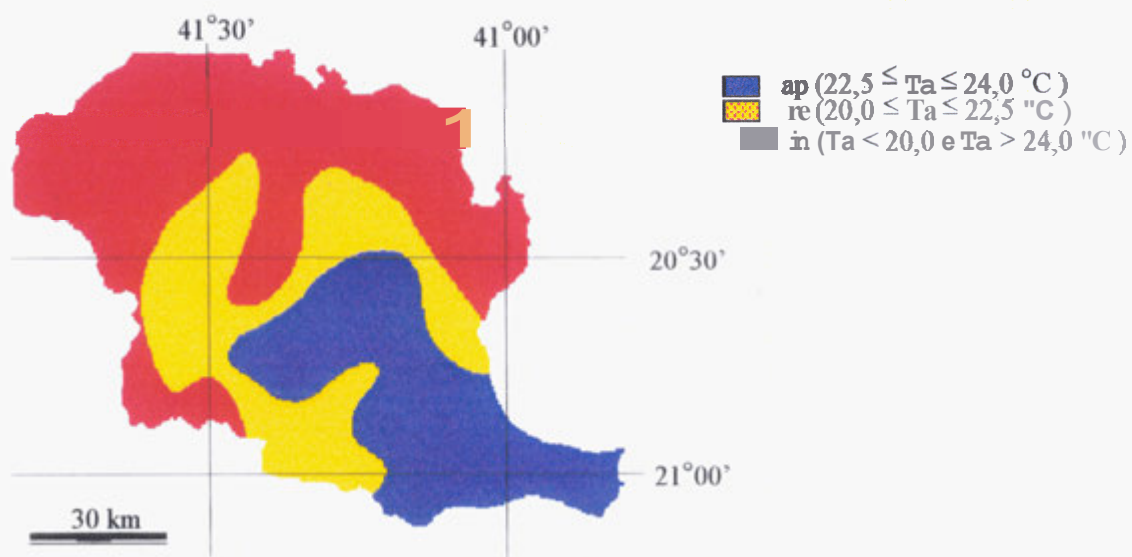 41°30’
41°00’
ap (22,5 ≤ Ta ≤ 24,0 °C )
re (20,0 ≤ Ta ≤ 22,5 "C )
in (Ta < 20,0 e Ta > 24,0 "C )
1
20°30’
21°00’
30 km